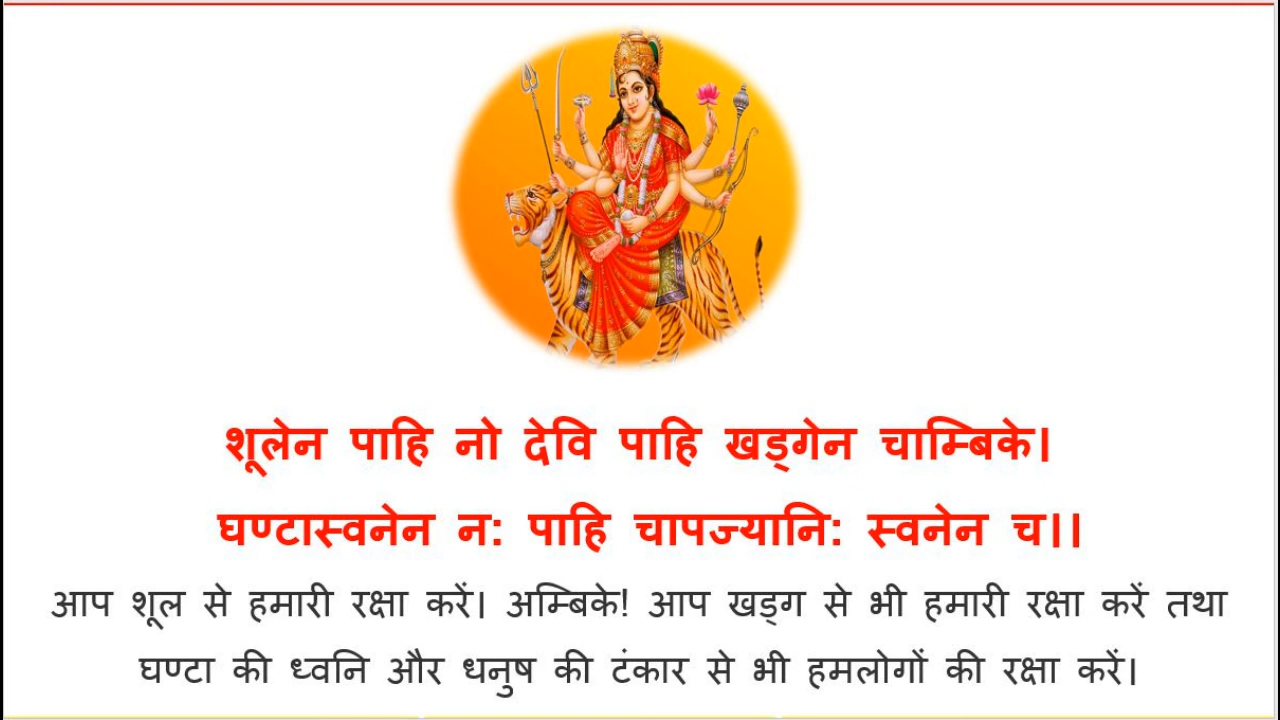 शूलेन पाहि नो देवि पाहि खड्गेन चाम्बिके।
घण्टास्वनेन न: पाहि चापज्यानि: स्वनेन च।।
आप शूल से हमारी रक्षा करें। अम्बिके! आप खड्ग से भी हमारी रक्षा करें तथा
घण्टा की ध्वनि और धनुष की टंकार से भी हमलोगों की रक्षा करें।